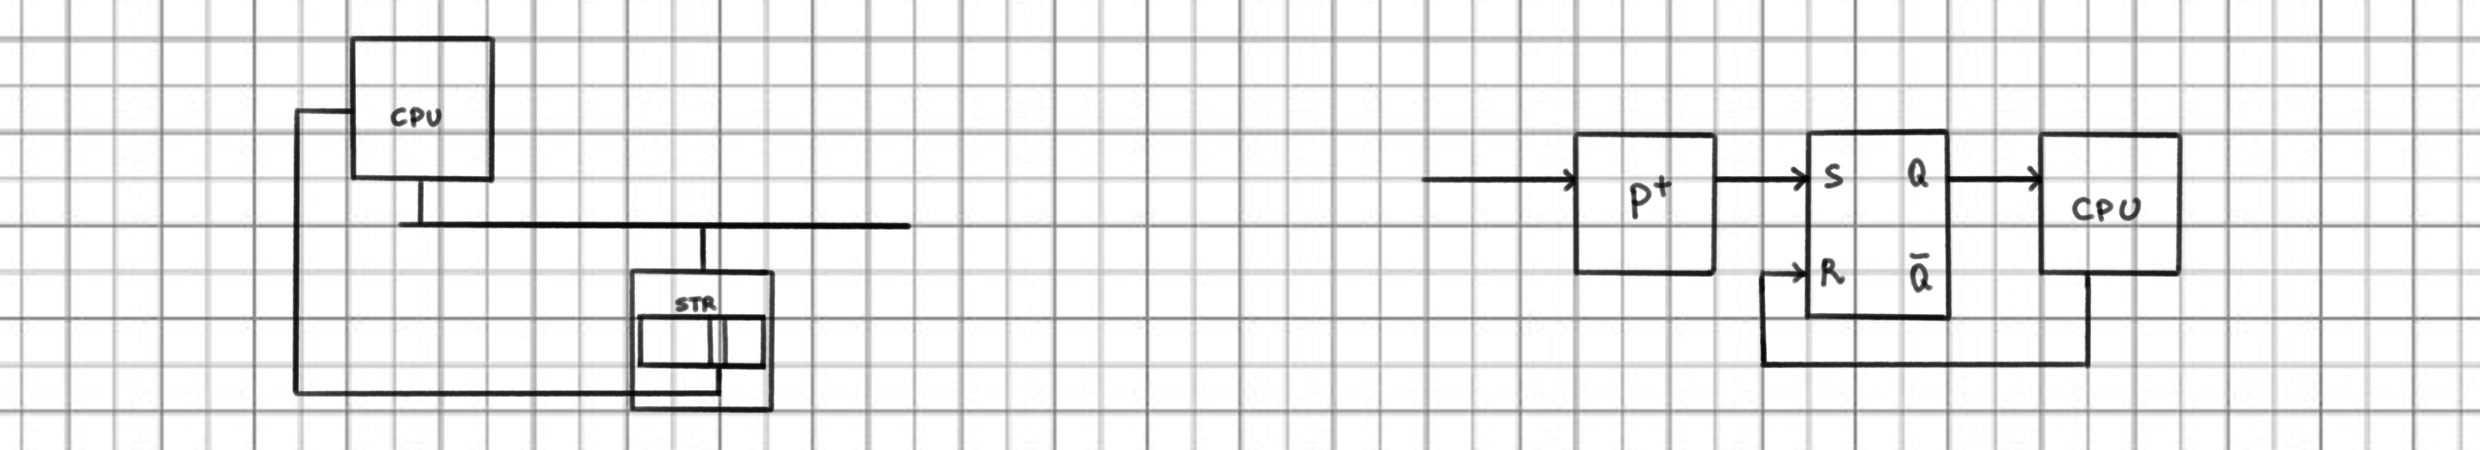 CPU
STR
P+
S Q
R Q̄
CPU